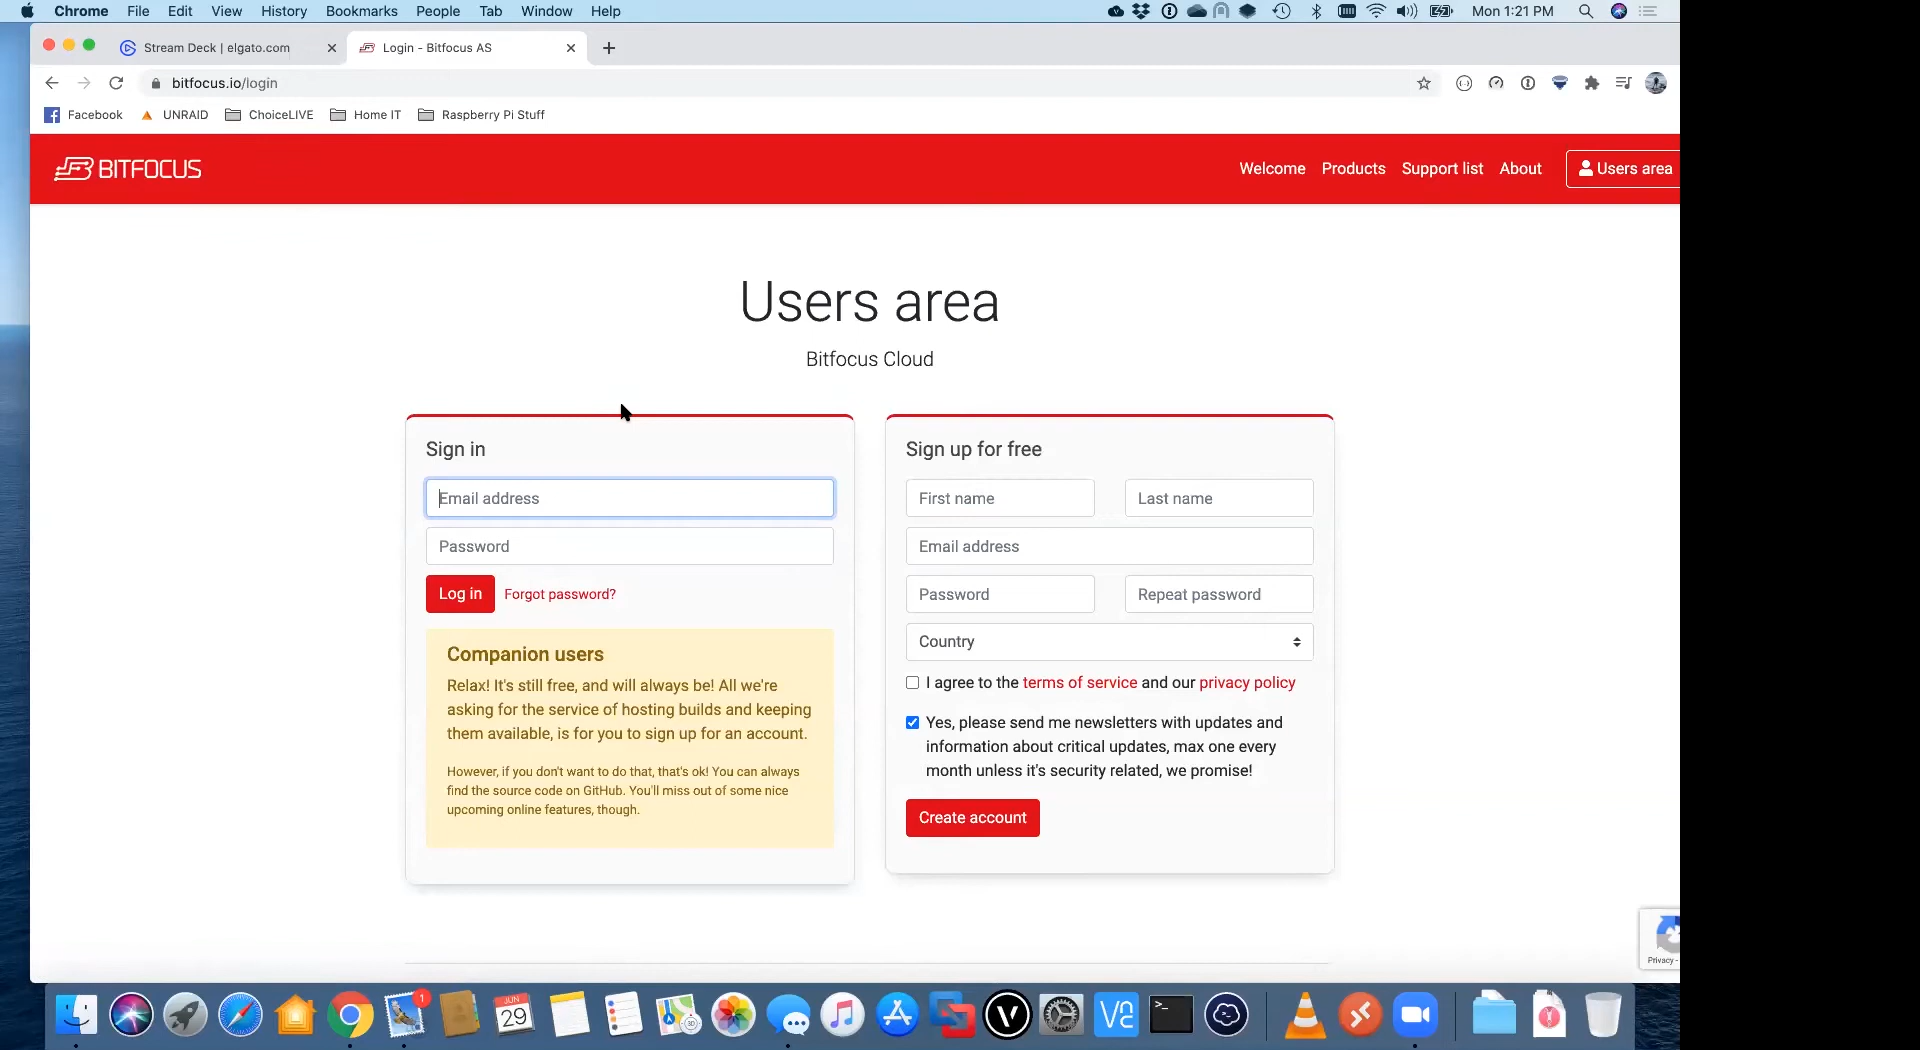 Chrome File Edit View History Bookmarks People Tab Window Help Mon 1:21 PM
Stream Deck | elgato.com Login - Bitfocus AS
bitfocus.io/login
Facebook UNRAID ChoiceLIVE Home IT Raspberry Pi Stuff
BITFOCUS Welcome Products Support list About Users area
Users area
Bitfocus Cloud
Sign in
Email address
Password
Log in Forgot password?
Companion users
Relax! It's still free, and will always be! All we're
asking for the service of hosting builds and keeping
them available, is for you to sign up for an account.
However, if you don't want to do that, that's ok! You can always
find the source code on GitHub. You'll miss out of some nice
upcoming online features, though.
Sign up for free
First name Last name
Email address
Password Repeat password
Country
I agree to the terms of service and our privacy policy
Yes, please send me newsletters with updates and
information about critical updates, max one every
month unless it's security related, we promise!
Create account
Privacy -
1
JUN
29